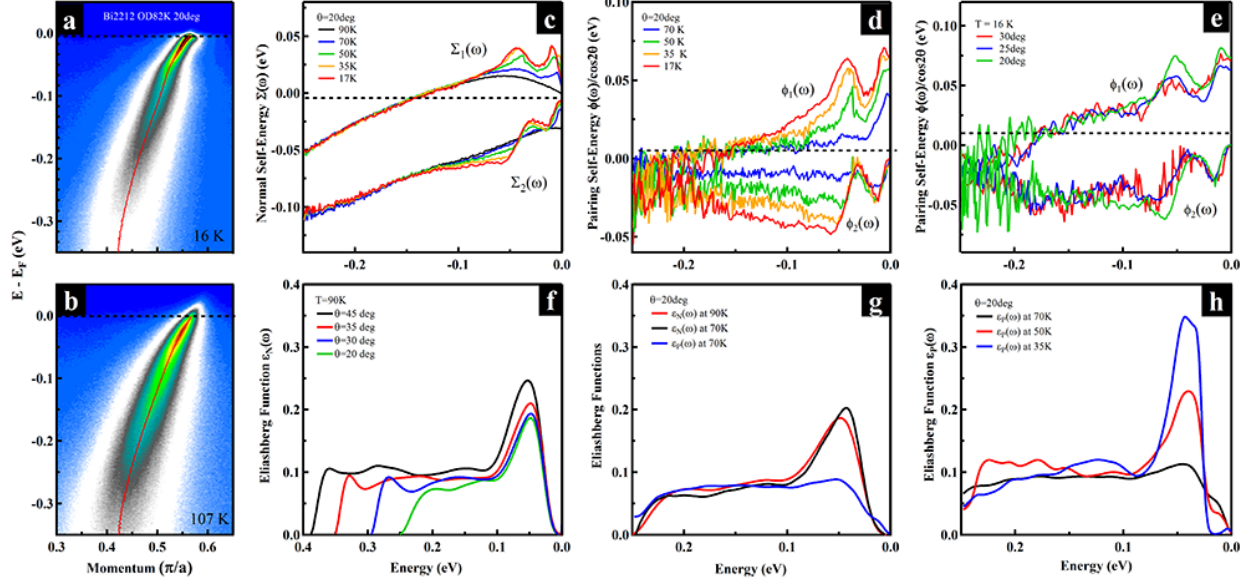 a
Bi2212 OD82K 20deg
0.0
-0.1
-0.2
-0.3
16 K
b
0.0
-0.1
-0.2
-0.3
107 K
0.3 0.4 0.5 0.6
Momentum (π/a)
E - E_F (eV)
c
θ=20deg
90K
70K
50K
35K
17K
Σ₁(ω)
Σ₂(ω)
0.05
0.00
-0.05
-0.10
-0.2 -0.1 0.0
Normal Self-Energy Σ(ω) (eV)
d
θ=20deg
70 K
50 K
35 K
17K
ϕ₁(ω)
ϕ₂(ω)
0.10
0.05
0.00
-0.05
-0.2 -0.1 0.0
Pairing Self-Energy ϕ(ω)/cos2θ (eV)
e
T = 16 K
30deg
25deg
20deg
ϕ₁(ω)
ϕ₂(ω)
0.10
0.05
0.00
-0.05
-0.2 -0.1 0.0
Pairing Self-Energy ϕ(ω)/cos2θ (eV)
f
T=90K
θ=45 deg
θ=35 deg
θ=30 deg
θ=20 deg
0.4
0.3
0.2
0.1
0.0
0.4 0.3 0.2 0.1 0.0
Energy (eV)
Eliashberg Function ε_N(ω)
g
θ=20deg
ε_N(ω) at 90K
ε_N(ω) at 70K
ε_P(ω) at 70K
0.4
0.3
0.2
0.1
0.0
0.2 0.1 0.0
Energy (eV)
Eliashberg Functions
h
θ=20deg
ε_P(ω) at 70K
ε_P(ω) at 50K
ε_P(ω) at 35K
0.4
0.3
0.2
0.1
0.0
0.2 0.1 0.0
Energy (eV)
Eliashberg Function ε_P(ω)